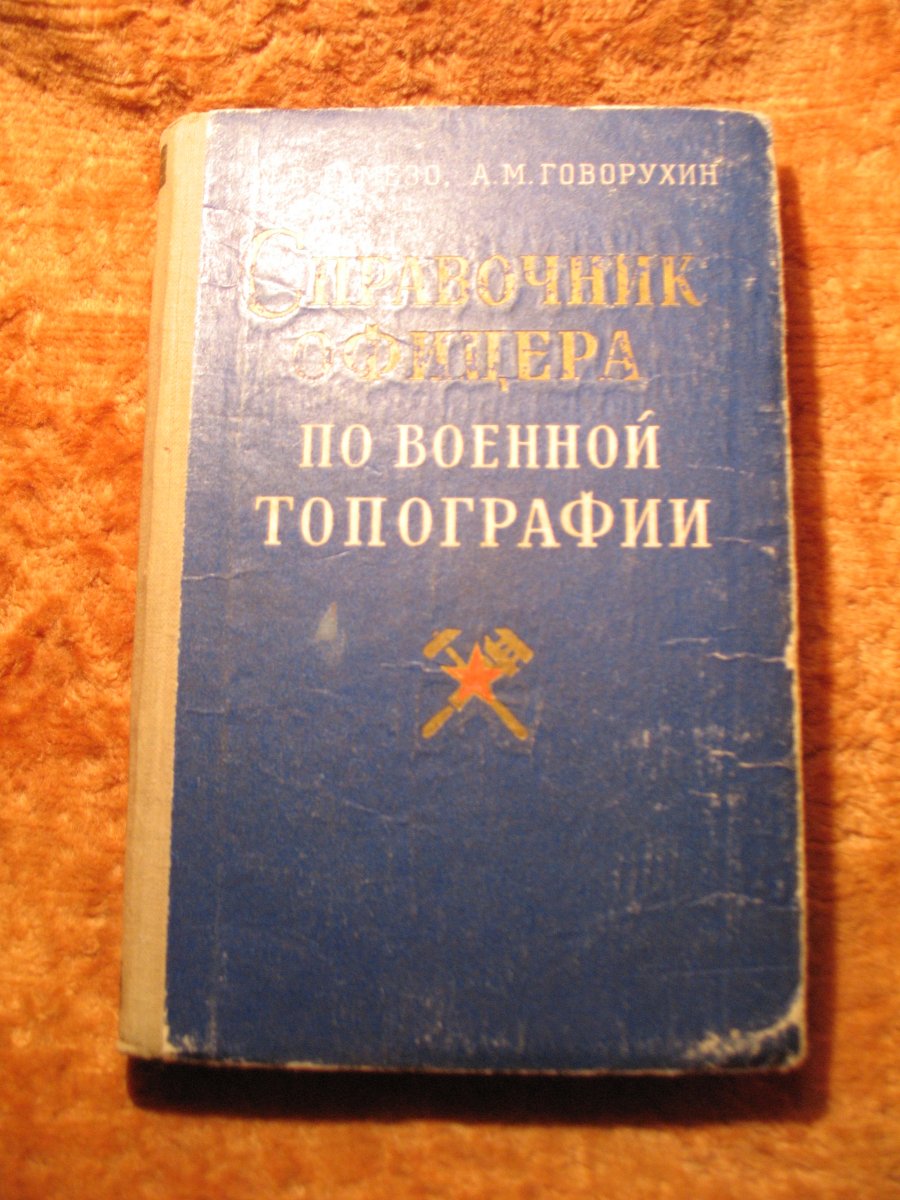 А.М. ГОВОРУХИН
СПРАВОЧНИК
ОФИЦЕРА
ПО ВОЕННОЙ
ТОПОГРАФИИ